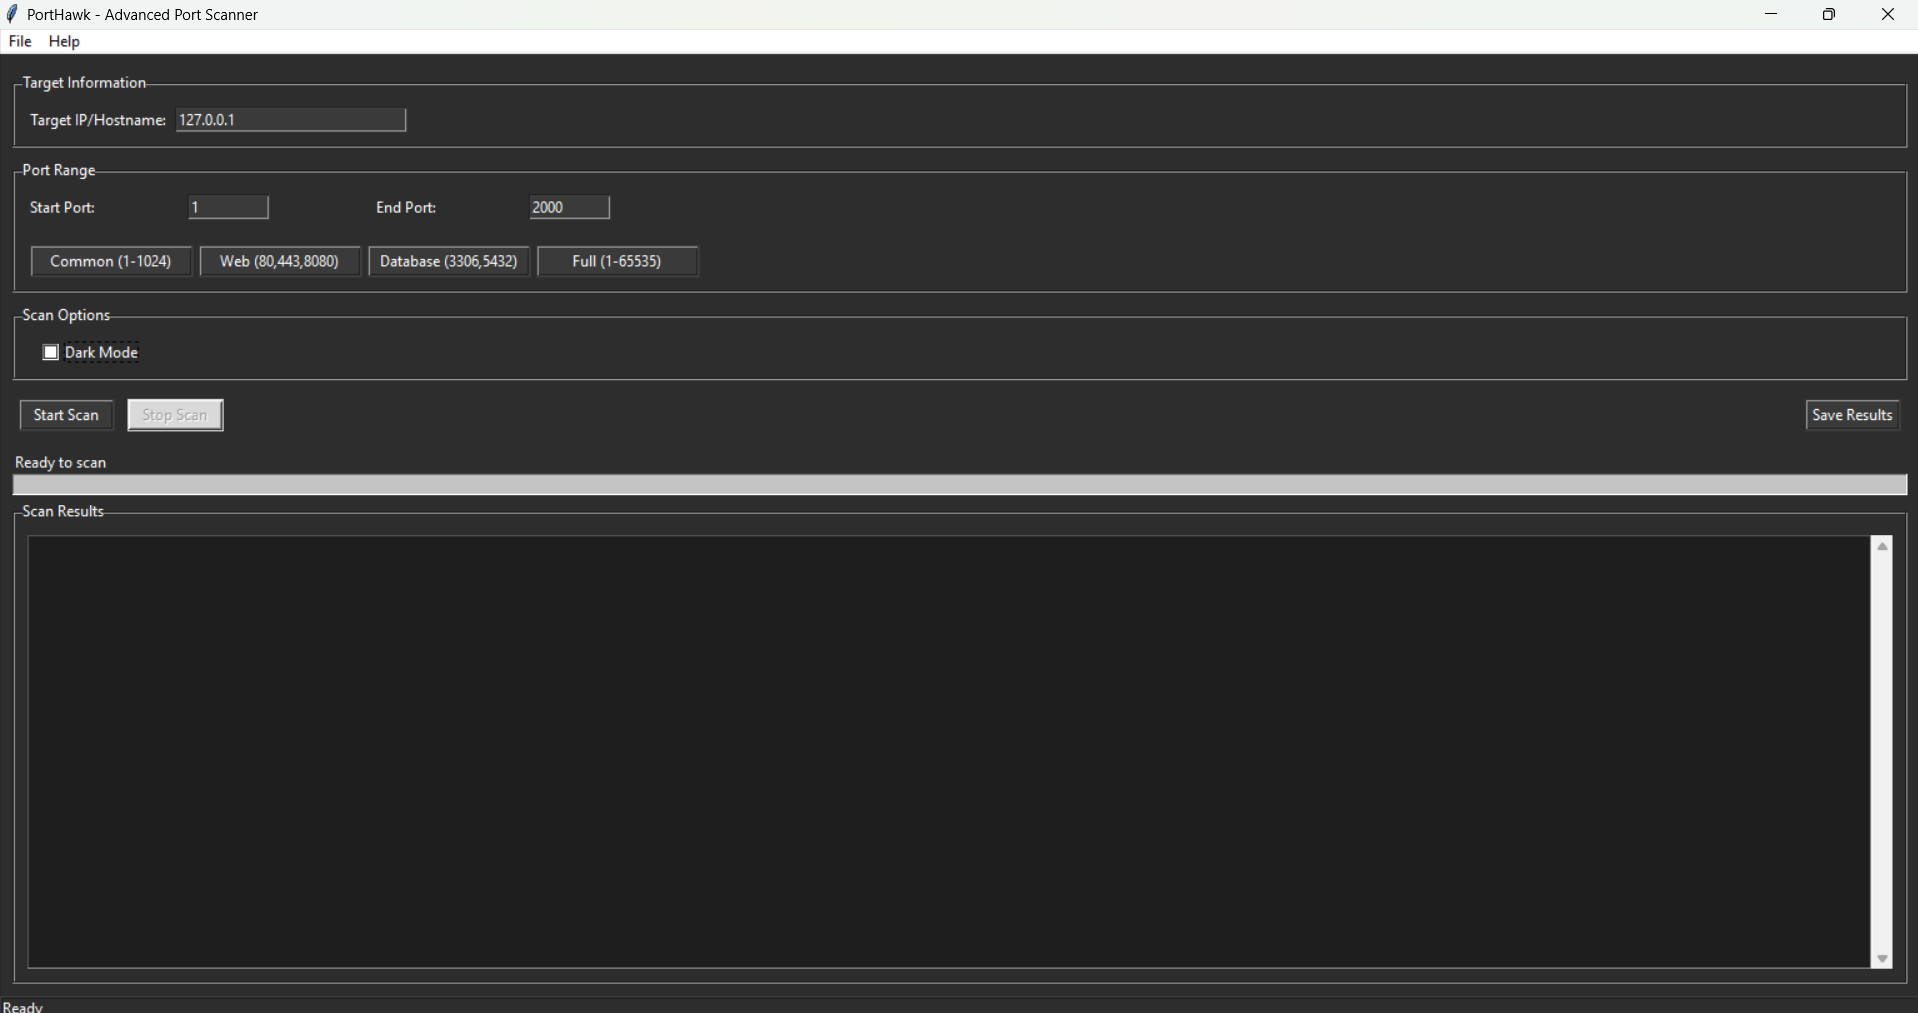 PortHawk - Advanced Port Scanner
File Help
Target Information
Target IP/Hostname: 127.0.0.1
Port Range
Start Port: 1 End Port: 2000
Common (1-1024) Web (80,443,8080) Database (3306,5432) Full (1-65535)
Scan Options
Dark Mode
Start Scan Stop Scan Save Results
Ready to scan
Scan Results
Ready